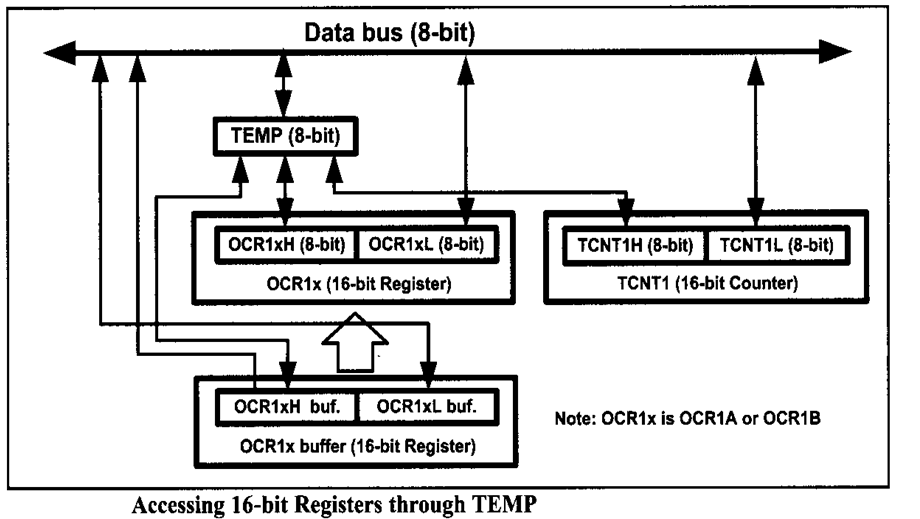 Data bus (8-bit)
TEMP (8-bit)
OCR1xH (8-bit) OCR1xL (8-bit)
OCR1x (16-bit Register)
TCNT1H (8-bit) TCNT1L (8-bit)
TCNT1 (16-bit Counter)
OCR1xH buf. OCR1xL buf.
OCR1x buffer (16-bit Register)
Note: OCR1x is OCR1A or OCR1B
Accessing 16-bit Registers through TEMP